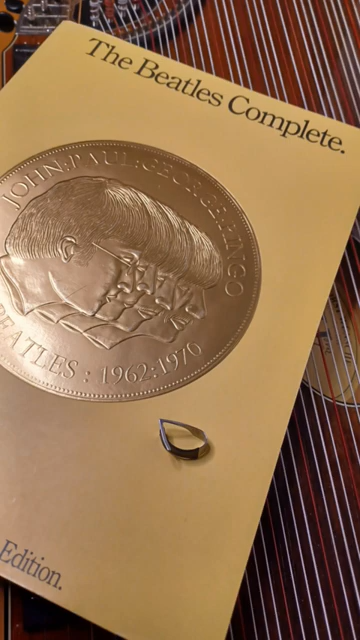 The Beatles Complete.
JOHN·PAUL·GEORGE·RINGO
BEATLES : 1962:1970
Edition.